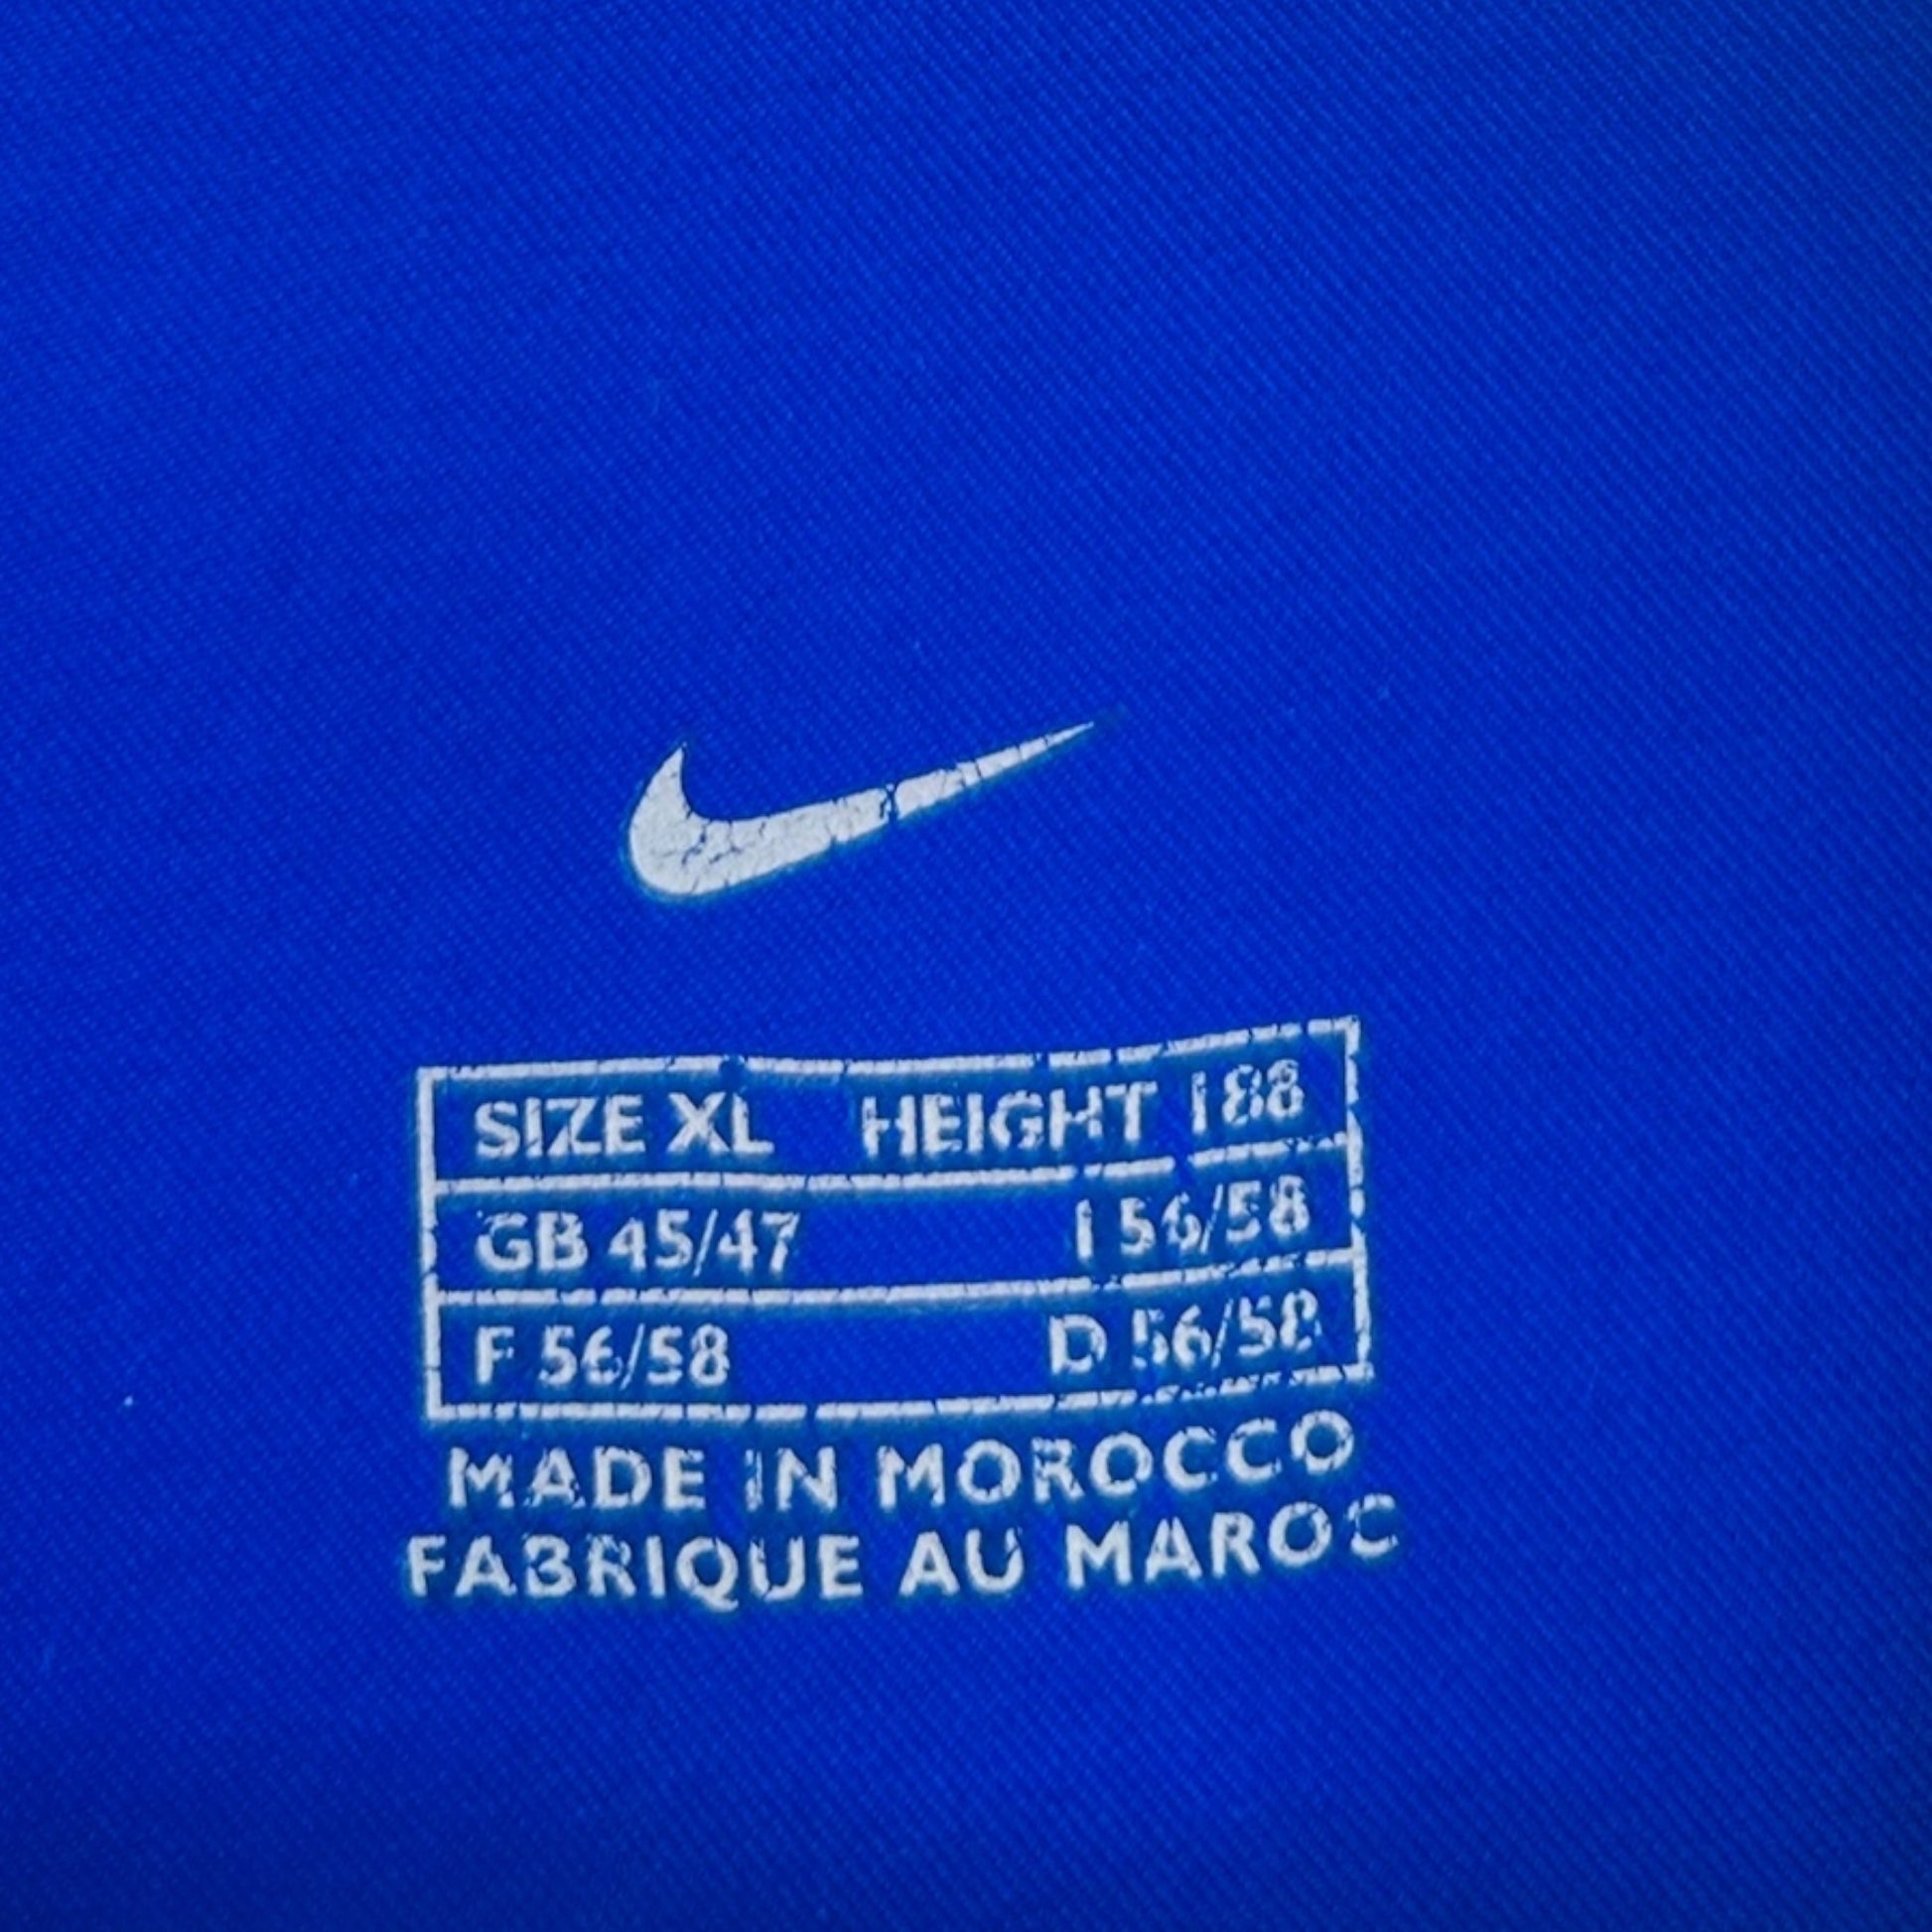 SIZE XL HEIGHT 188
GB 45/47 I 56/58
F 56/58 D 56/58
MADE IN MOROCCO
FABRIQUE AU MAROC